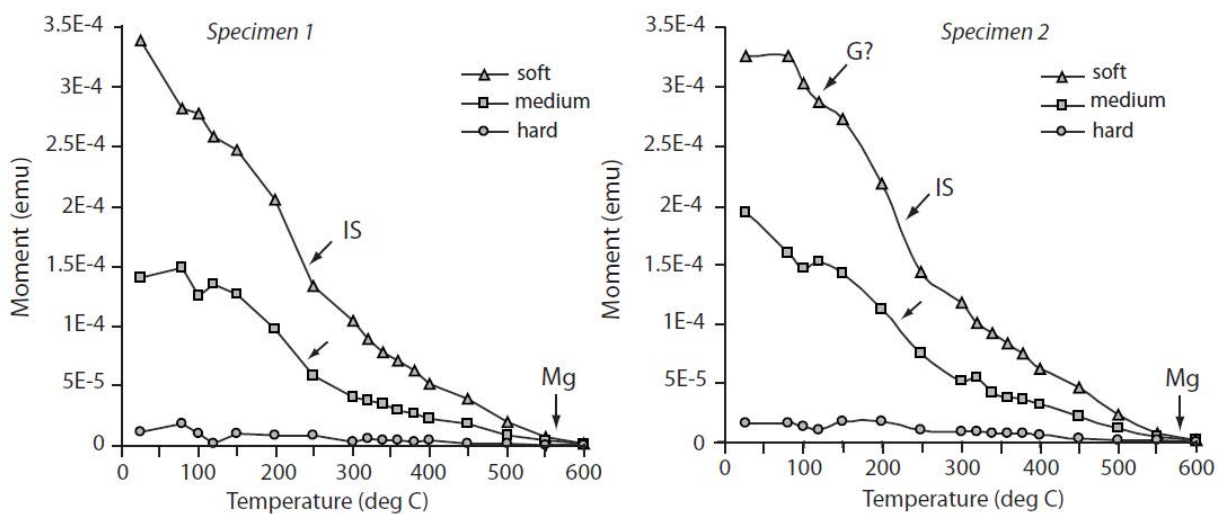 Specimen 1
3.5E-4
3E-4
2.5E-4
2E-4
1.5E-4
1E-4
5E-5
0
Moment (emu)
soft
medium
hard
IS
Mg
0 100 200 300 400 500 600
Temperature (deg C)
Specimen 2
3.5E-4
3E-4
2.5E-4
2E-4
1.5E-4
1E-4
5E-5
0
Moment (emu)
G?
soft
medium
hard
IS
Mg
0 100 200 300 400 500 600
Temperature (deg C)